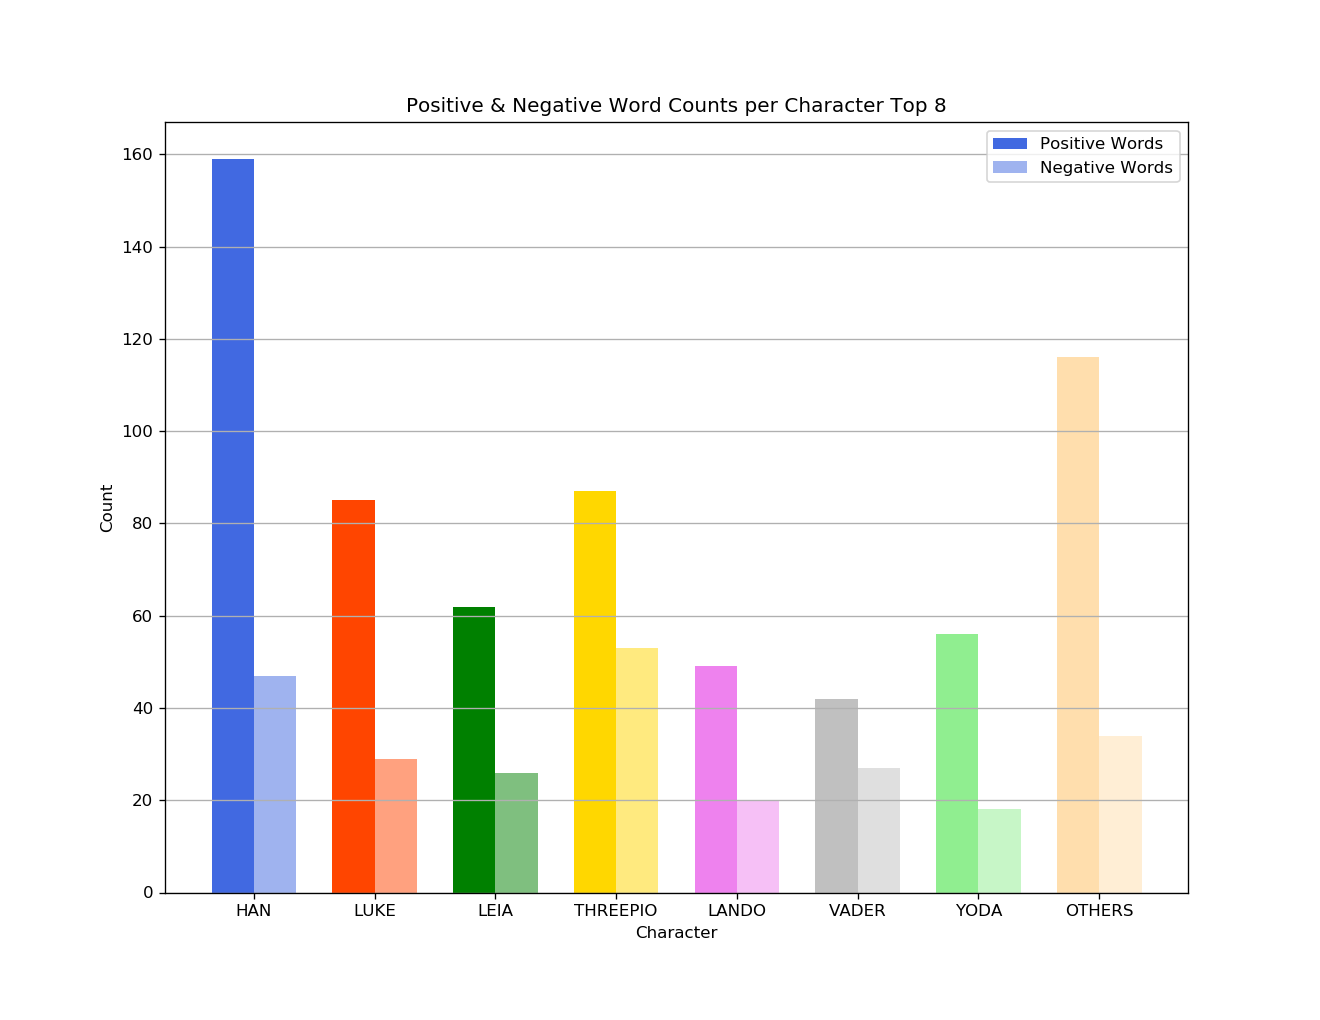 Positive & Negative Word Counts per Character Top 8
Positive Words
Negative Words
160
140
120
100
80
60
40
20
0
Count
HAN LUKE LEIA THREEPIO LANDO VADER YODA OTHERS
Character